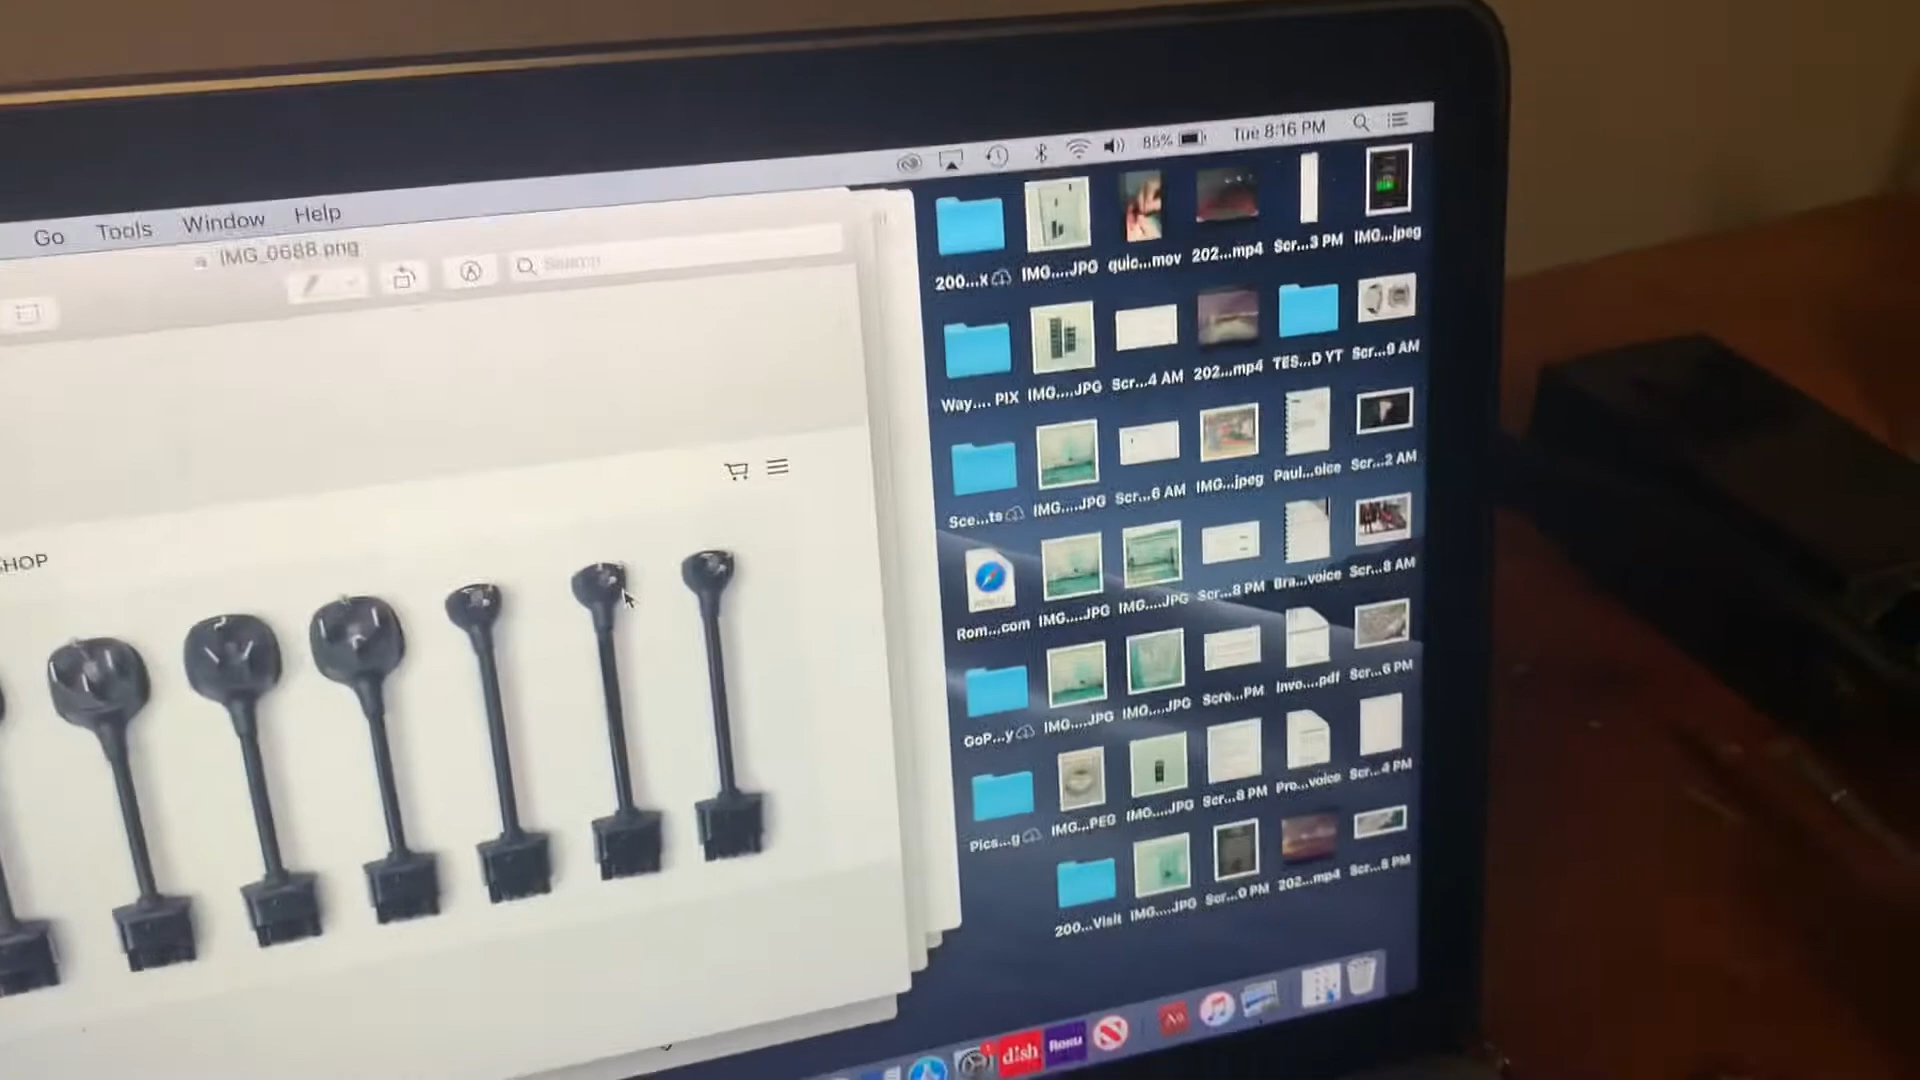 85% Tue 8:16 PM
Go Tools Window Help
IMG_0688.png
Search
HOP
200...x IMG....JPG quic...mov 202...mp4 Scr...3 PM IMG...jpeg
Way.... PIX IMG....JPG Scr...4 AM 202...mp4 TES...D YT Scr...9 AM
Sce...ts IMG....JPG Scr...6 AM IMG...jpeg Paul...oice Scr...2 AM
Rom...com IMG....JPG IMG....JPG Scr...8 PM Bra...voice Scr...8 AM
GoP...y IMG....JPG IMG....JPG Scre...PM Invo....pdf Scr...6 PM
Pics...g IMG...PEG IMG....JPG Scr...8 PM Pro...voice Scr...4 PM
200...Visit IMG....JPG Scr...0 PM 202...mp4 Scr...8 PM
dish Roku